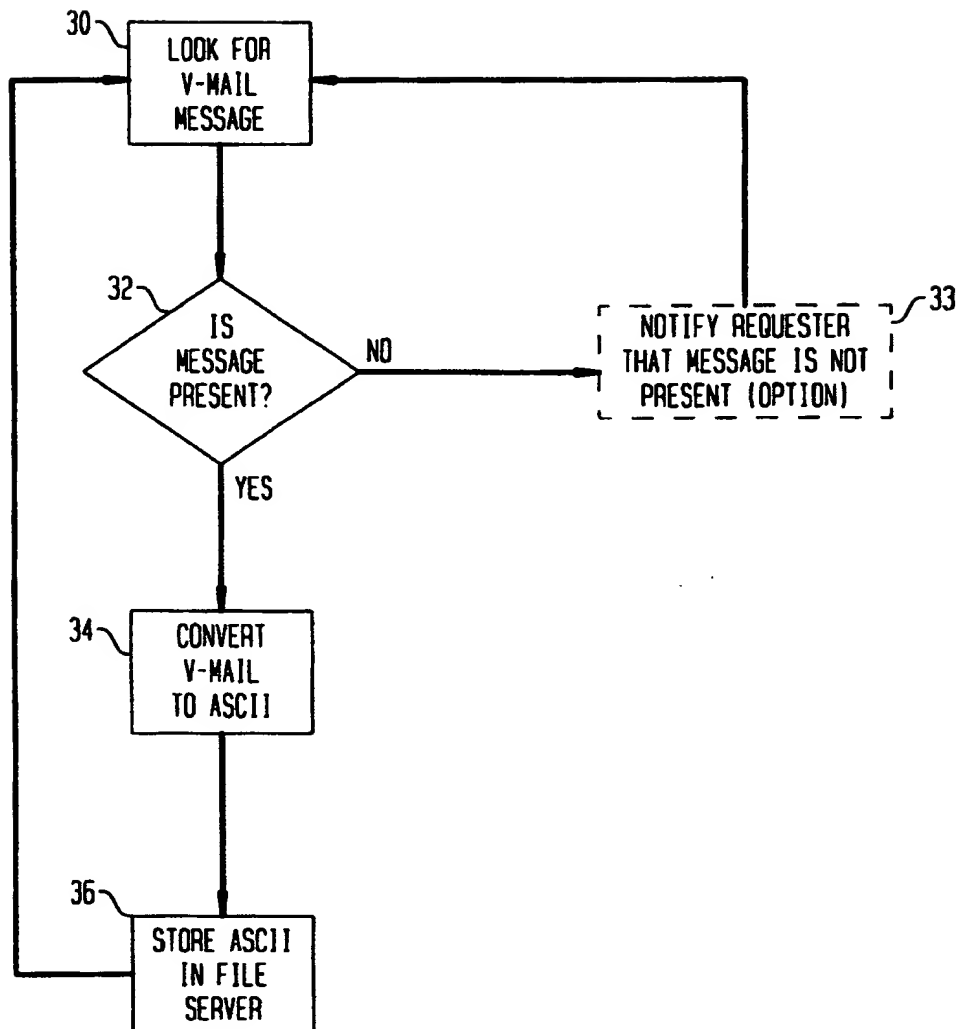 30
LOOK FOR
V-MAIL
MESSAGE
32
IS
MESSAGE
PRESENT?
NO
33
NOTIFY REQUESTER
THAT MESSAGE IS NOT
PRESENT (OPTION)
YES
34
CONVERT
V-MAIL
TO ASCII
36
STORE ASCII
IN FILE
SERVER